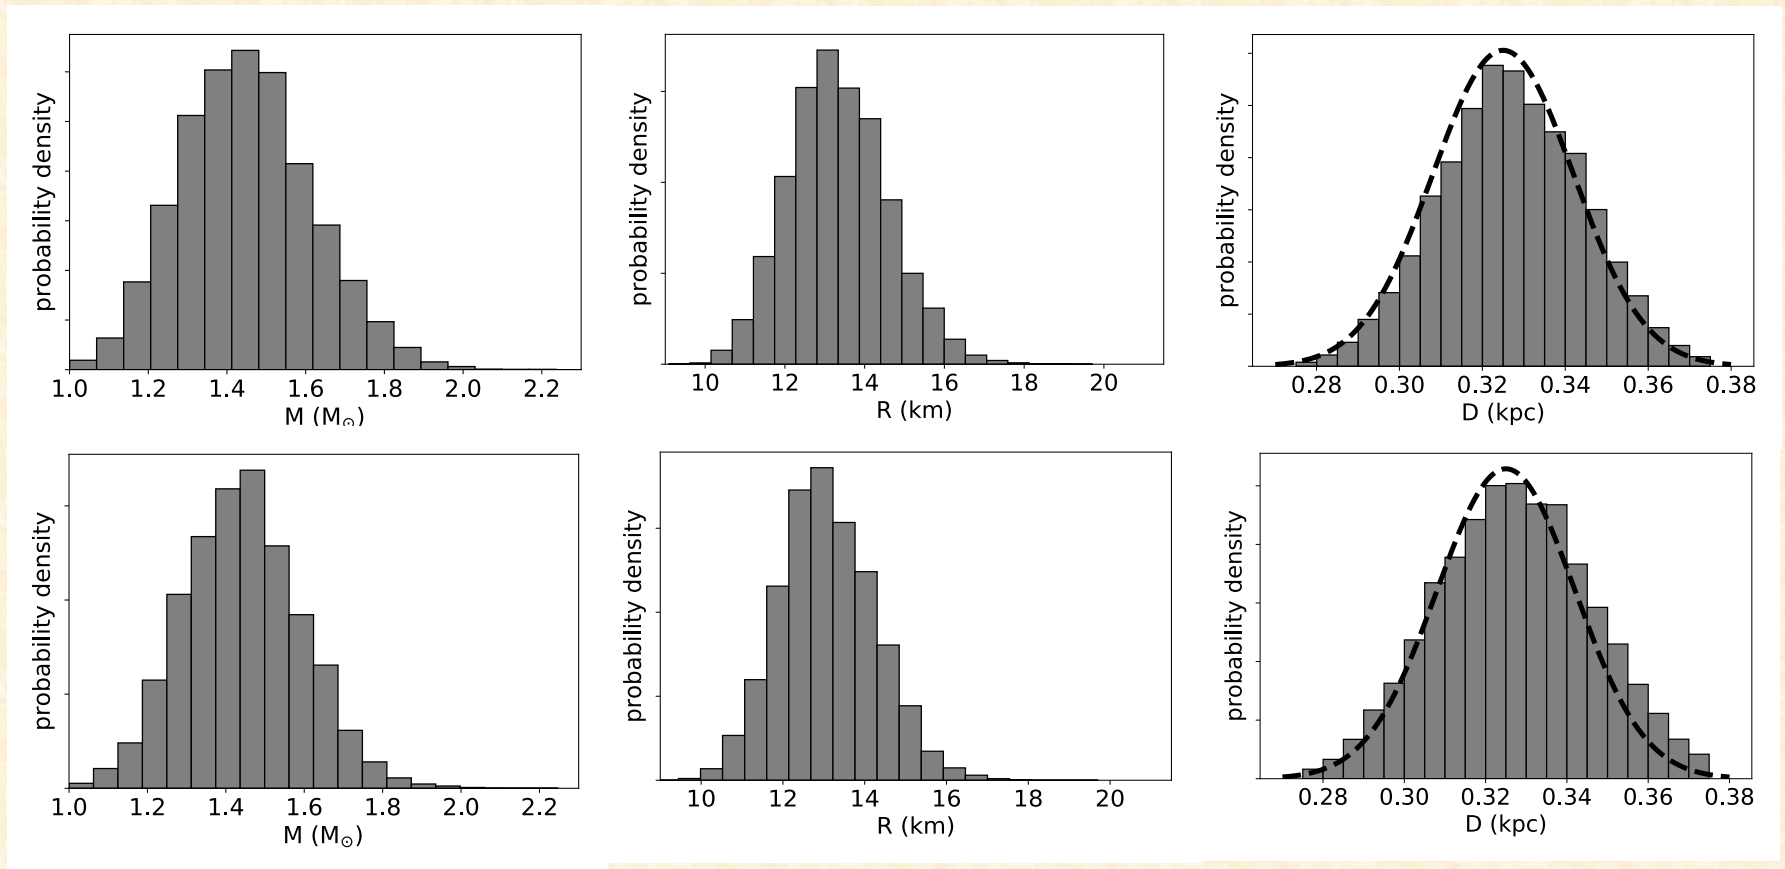 probability density
1.0 1.2 1.4 1.6 1.8 2.0 2.2
M (M⊙)
probability density
10 12 14 16 18 20
R (km)
probability density
0.28 0.30 0.32 0.34 0.36 0.38
D (kpc)
probability density
1.0 1.2 1.4 1.6 1.8 2.0 2.2
M (M⊙)
probability density
10 12 14 16 18 20
R (km)
probability density
0.28 0.30 0.32 0.34 0.36 0.38
D (kpc)